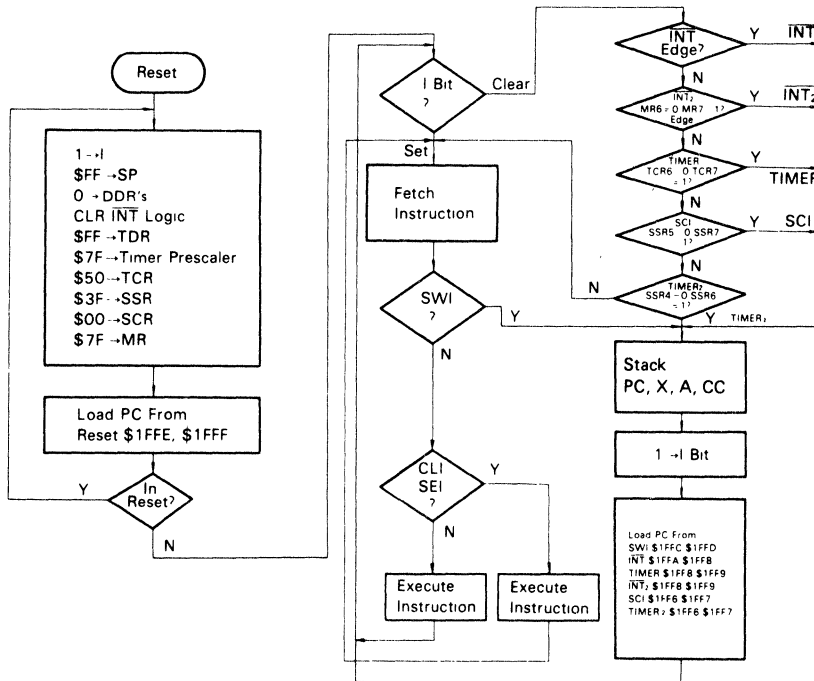 Reset
1→I
$FF→SP
0→DDR's
CLR INT Logic
$FF→TDR
$7F→Timer Prescaler
$50→TCR
$3F→SSR
$00→SCR
$7F→MR
Load PC From
Reset $1FFE, $1FFF
In
Reset?
Y
N
I Bit
?
Clear
Set
Fetch
Instruction
SWI
?
Y
N
CLI
SEI
?
Y
N
Execute
Instruction
Execute
Instruction
INT
Edge?
Y
INT
N
INT₂
MR6=0 MR7 1?
Edge
Y
INT₂
N
TIMER
TCR6 0 TCR7
=1?
Y
TIMER
N
SCI
SSR5 0 SSR7
1?
Y
SCI
N
TIMER₂
SSR4-0 SSR6
=1?
N
Y
TIMER₂
Stack
PC, X, A, CC
1→I Bit
Load PC From
SWI $1FFC $1FFD
INT $1FFA $1FFB
TIMER $1FF8 $1FF9
INT₂ $1FF8 $1FF9
SCI $1FF6 $1FF7
TIMER₂ $1FF6 $1FF7